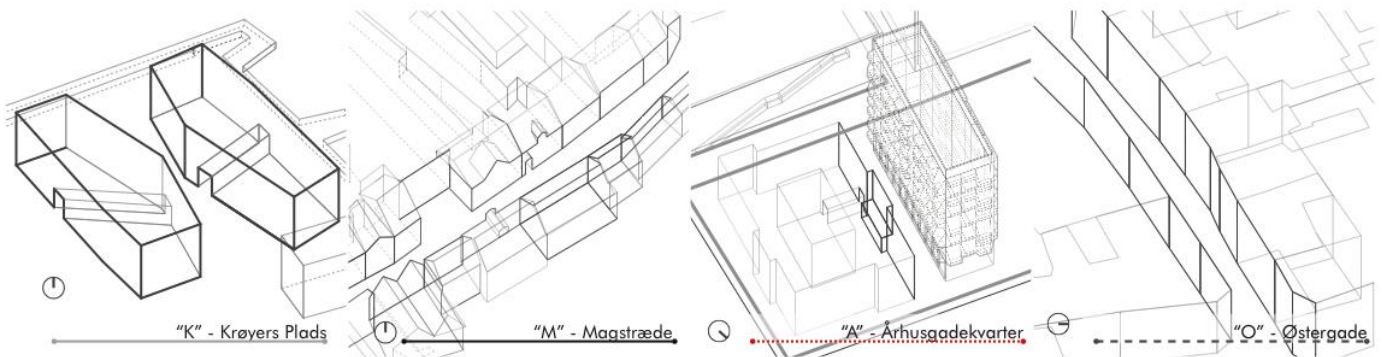 "K" - Krøyers Plads
"M" - Magstræde
"A" - Århusgadekvarter
"O" - Østergade